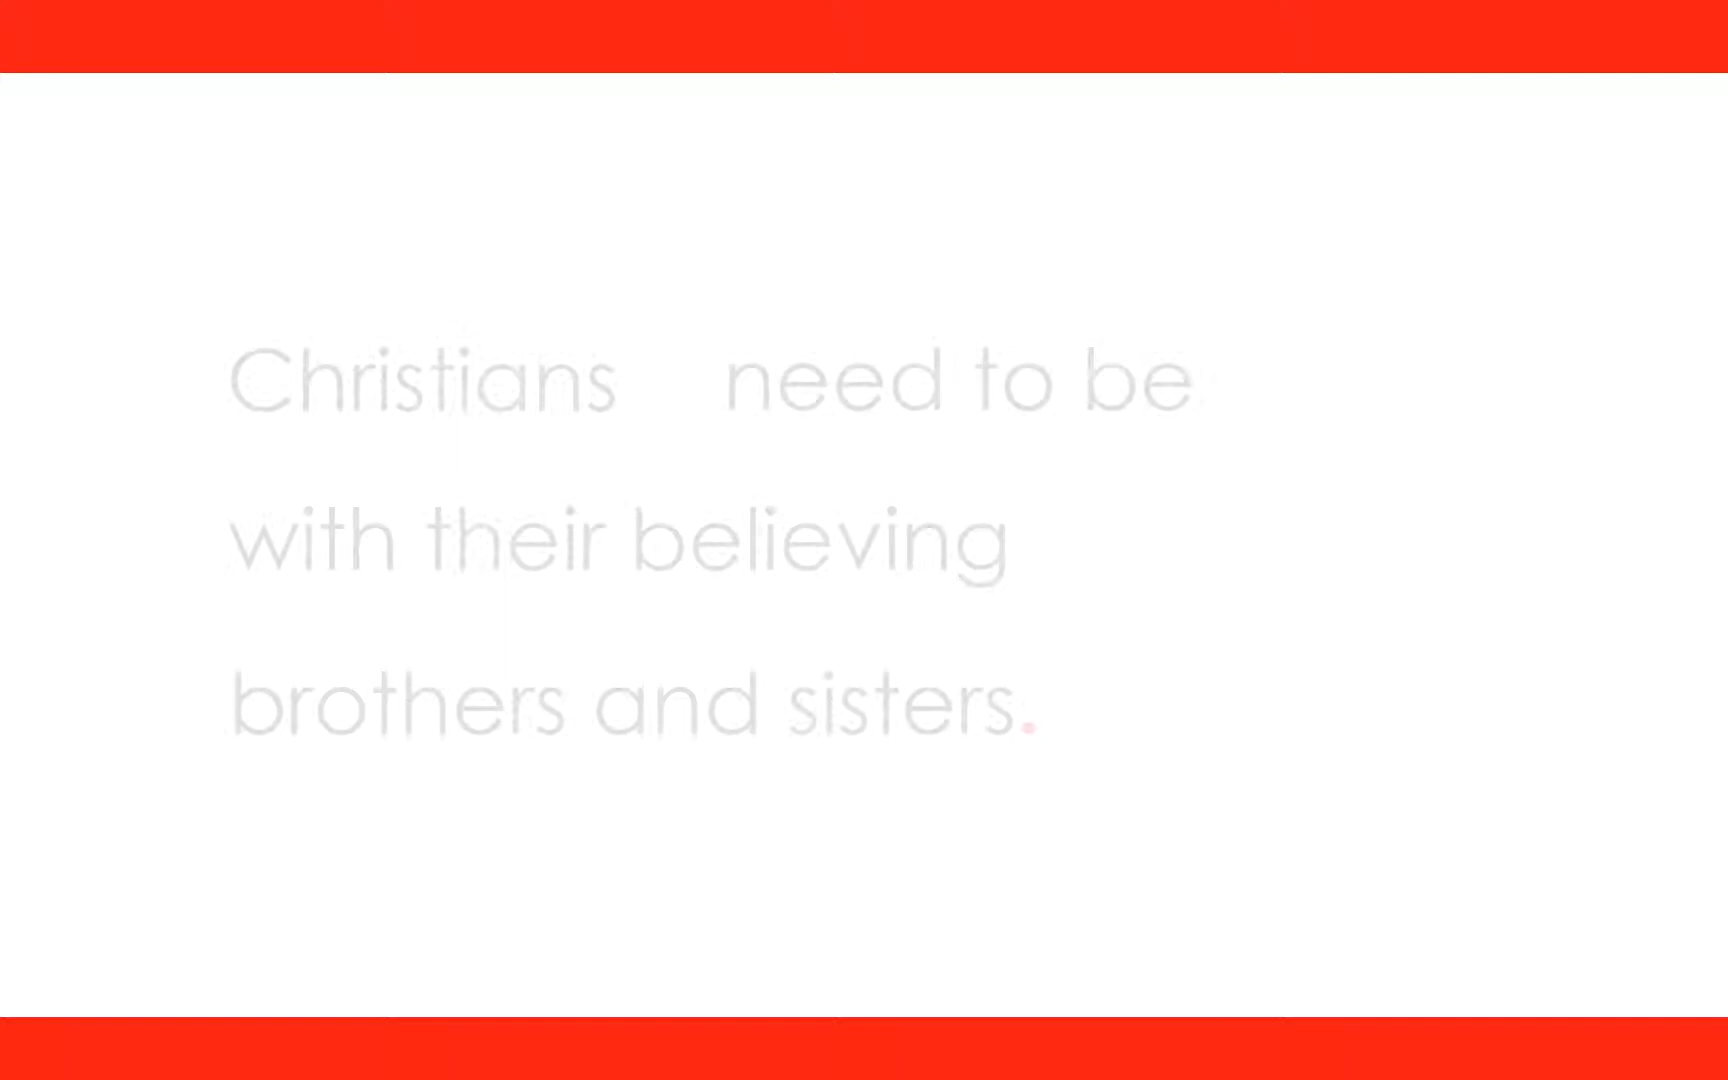 Christians need to be
with their believing
brothers and sisters.